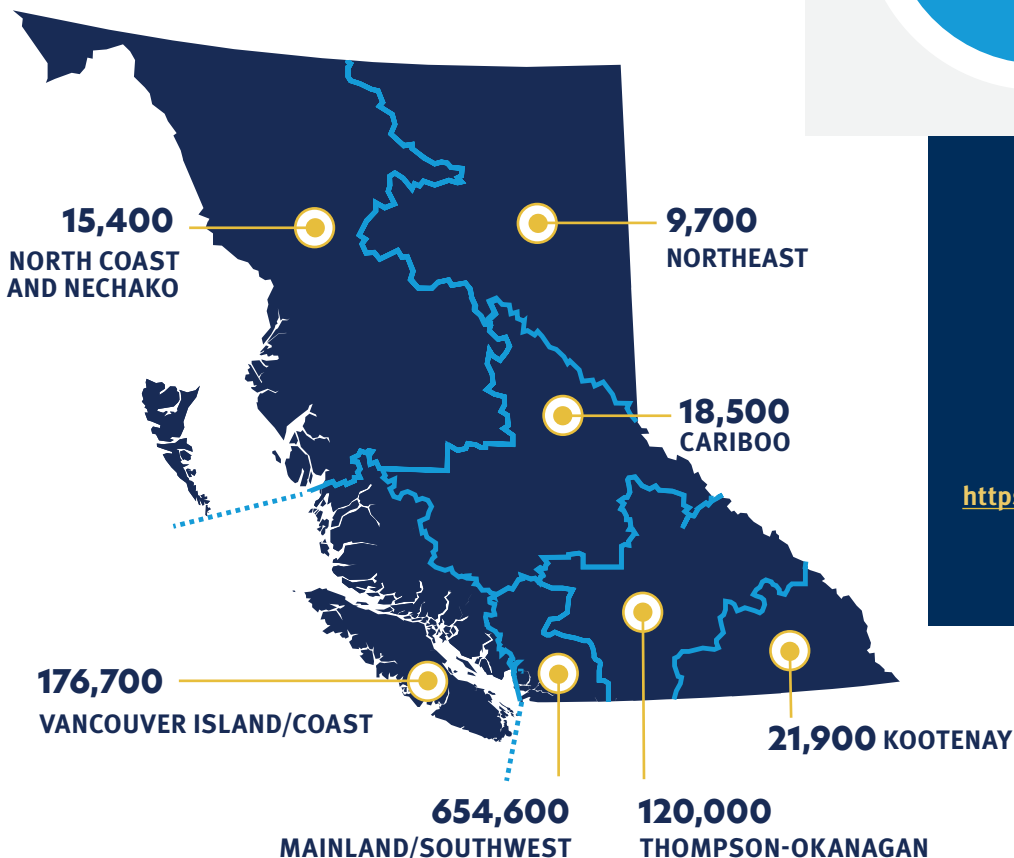 15,400
NORTH COAST
AND NECHAKO
9,700
NORTHEAST
18,500
CARIBOO
https
176,700
VANCOUVER ISLAND/COAST
21,900 KOOTENAY
654,600
MAINLAND/SOUTHWEST
120,000
THOMPSON-OKANAGAN